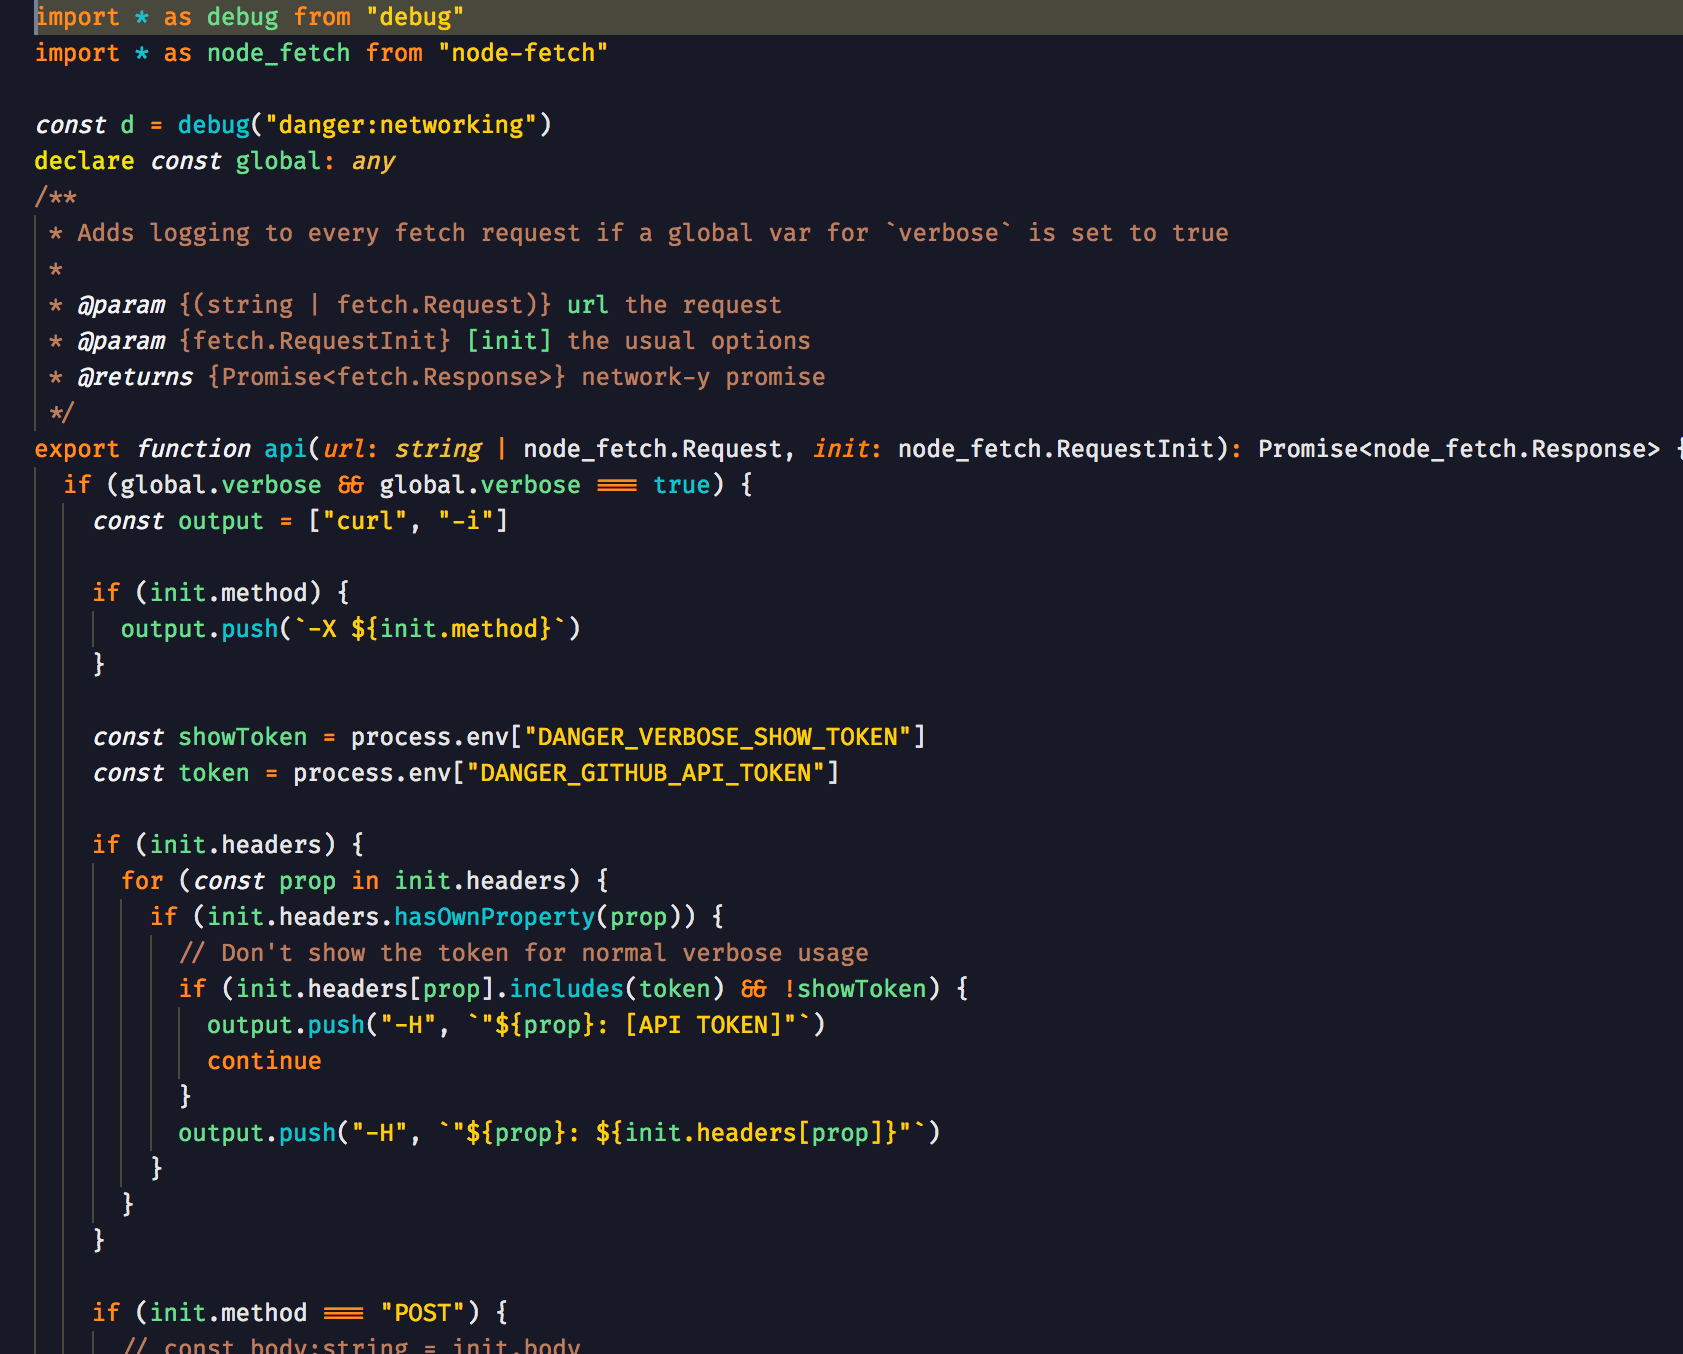 import * as debug from "debug"
import * as node_fetch from "node-fetch"

const d = debug("danger:networking")
declare const global: any
/**
 * Adds logging to every fetch request if a global var for `verbose` is set to true
 *
 * @param {(string | fetch.Request)} url the request
 * @param {fetch.RequestInit} [init] the usual options
 * @returns {Promise<fetch.Response>} network-y promise
 */
export function api(url: string | node_fetch.Request, init: node_fetch.RequestInit): Promise<node_fetch.Response> {
  if (global.verbose && global.verbose === true) {
    const output = ["curl", "-i"]

    if (init.method) {
      output.push(`-X ${init.method}`)
    }

    const showToken = process.env["DANGER_VERBOSE_SHOW_TOKEN"]
    const token = process.env["DANGER_GITHUB_API_TOKEN"]

    if (init.headers) {
      for (const prop in init.headers) {
        if (init.headers.hasOwnProperty(prop)) {
          // Don't show the token for normal verbose usage
          if (init.headers[prop].includes(token) && !showToken) {
            output.push("-H", `"${prop}: [API TOKEN]"`)
            continue
          }
          output.push("-H", `"${prop}: ${init.headers[prop]}"`)
        }
      }
    }

    if (init.method === "POST") {
      // const body:string = init.body